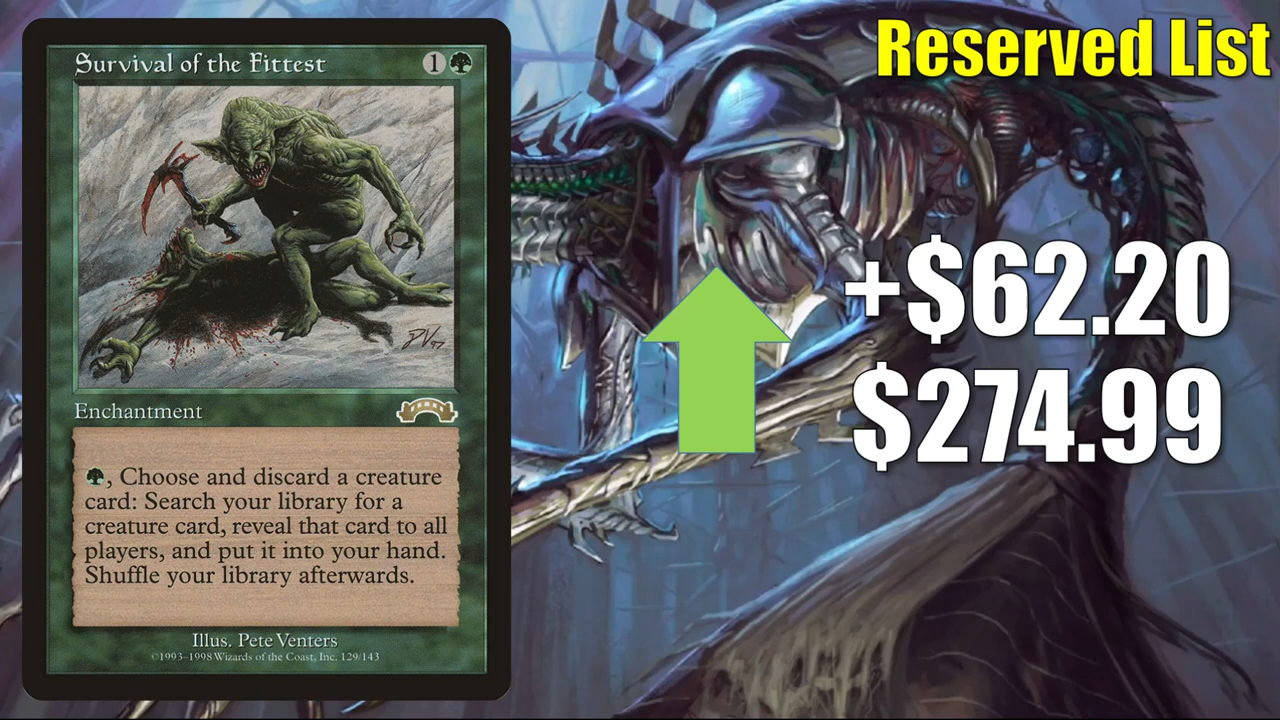 Reserved List
Survival of the Fittest 1
DV 97
Enchantment
, Choose and discard a creature
card: Search your library for a
creature card, reveal that card to all
players, and put it into your hand.
Shuffle your library afterwards.
Illus. Pete Venters
©1993–1998 Wizards of the Coast, Inc. 129/143
+$62.20
$274.99